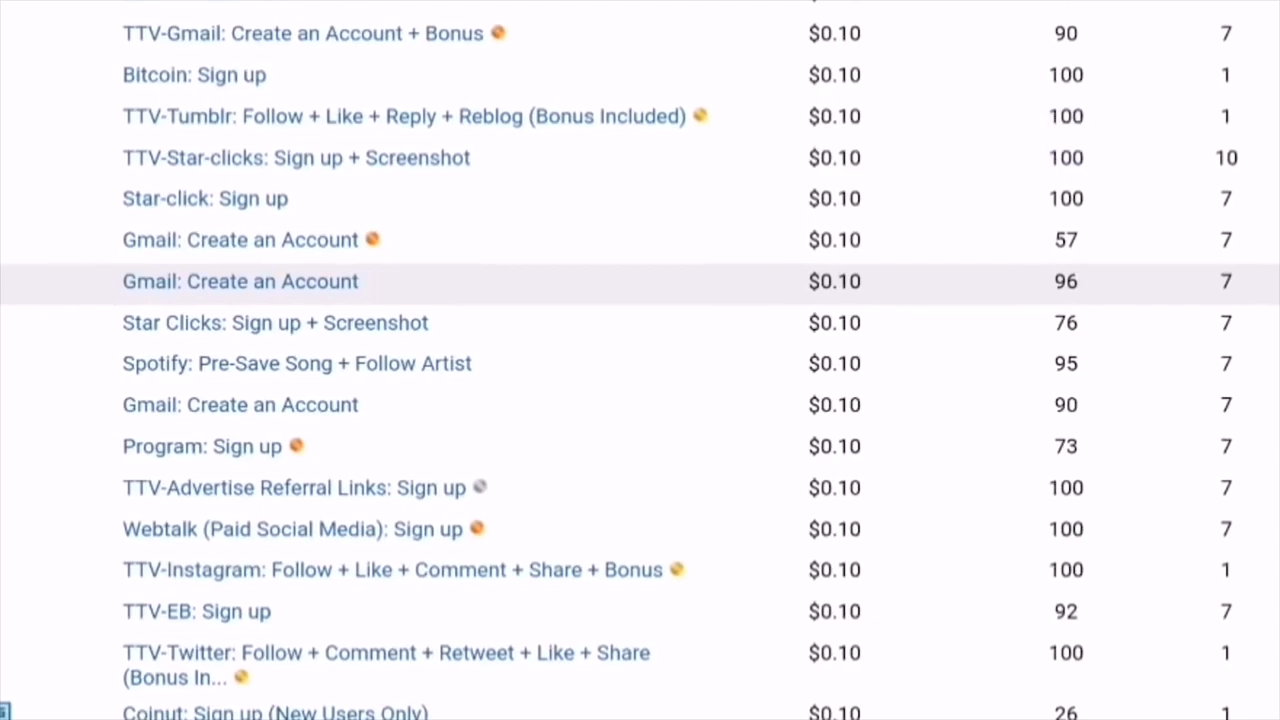 TTV-Gmail: Create an Account + Bonus $0.10 90 7
Bitcoin: Sign up $0.10 100 1
TTV-Tumblr: Follow + Like + Reply + Reblog (Bonus Included) $0.10 100 1
TTV-Star-clicks: Sign up + Screenshot $0.10 100 10
Star-click: Sign up $0.10 100 7
Gmail: Create an Account $0.10 57 7
Gmail: Create an Account $0.10 96 7
Star Clicks: Sign up + Screenshot $0.10 76 7
Spotify: Pre-Save Song + Follow Artist $0.10 95 7
Gmail: Create an Account $0.10 90 7
Program: Sign up $0.10 73 7
TTV-Advertise Referral Links: Sign up $0.10 100 7
Webtalk (Paid Social Media): Sign up $0.10 100 7
TTV-Instagram: Follow + Like + Comment + Share + Bonus $0.10 100 1
TTV-EB: Sign up $0.10 92 7
TTV-Twitter: Follow + Comment + Retweet + Like + Share $0.10 100 1
(Bonus In...
Coinut: Sign up (New Users Only) $0.10 26 1